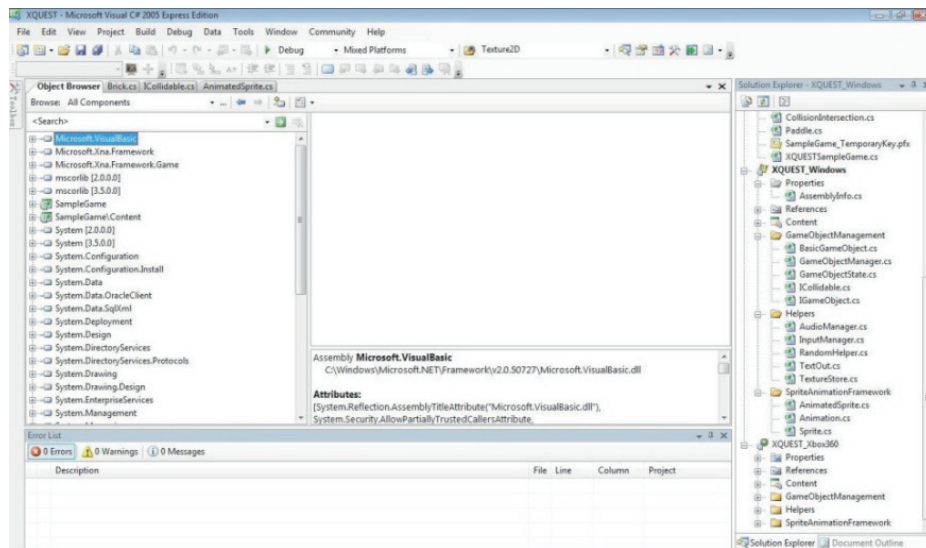 XQUEST - Microsoft Visual C# 2005 Express Edition
File Edit View Project Build Debug Data Tools Window Community Help
Debug Mixed Platforms Texture2D
Object Browser Brick.cs ICollidable.cs AnimatedSprite.cs
Browse: All Components
<Search>
Microsoft.VisualBasic
Microsoft.Xna.Framework
Microsoft.Xna.Framework.Game
mscorlib [2.0.0.0]
mscorlib [3.5.0.0]
SampleGame
SampleGame\Content
System [2.0.0.0]
System [3.5.0.0]
System.Configuration
System.Configuration.Install
System.Data
System.Data.OracleClient
System.Data.SqlXml
System.Deployment
System.Design
System.DirectoryServices
System.DirectoryServices.Protocols
System.Drawing
System.Drawing.Design
System.EnterpriseServices
System.Management
Assembly Microsoft.VisualBasic
C:\Windows\Microsoft.NET\Framework\v2.0.50727\Microsoft.VisualBasic.dll
Attributes:
[System.Reflection.AssemblyTitleAttribute("Microsoft.VisualBasic.dll"),
System.Security.AllowPartiallyTrustedCallersAttribute,
Error List
0 Errors 0 Warnings 0 Messages
Description File Line Column Project
Solution Explorer - XQUEST_Windows
CollisionIntersection.cs
Paddle.cs
SampleGame_TemporaryKey.pfx
XQUESTSampleGame.cs
XQUEST_Windows
Properties
AssemblyInfo.cs
References
Content
GameObjectManagement
BasicGameObject.cs
GameObjectManager.cs
GameObjectState.cs
ICollidable.cs
IGameObject.cs
Helpers
AudioManager.cs
InputManager.cs
RandomHelper.cs
TextOut.cs
TextureStore.cs
SpriteAnimationFramework
AnimatedSprite.cs
Animation.cs
Sprite.cs
XQUEST_Xbox360
Properties
References
Content
GameObjectManagement
Helpers
SpriteAnimationFramework
Solution Explorer Document Outline